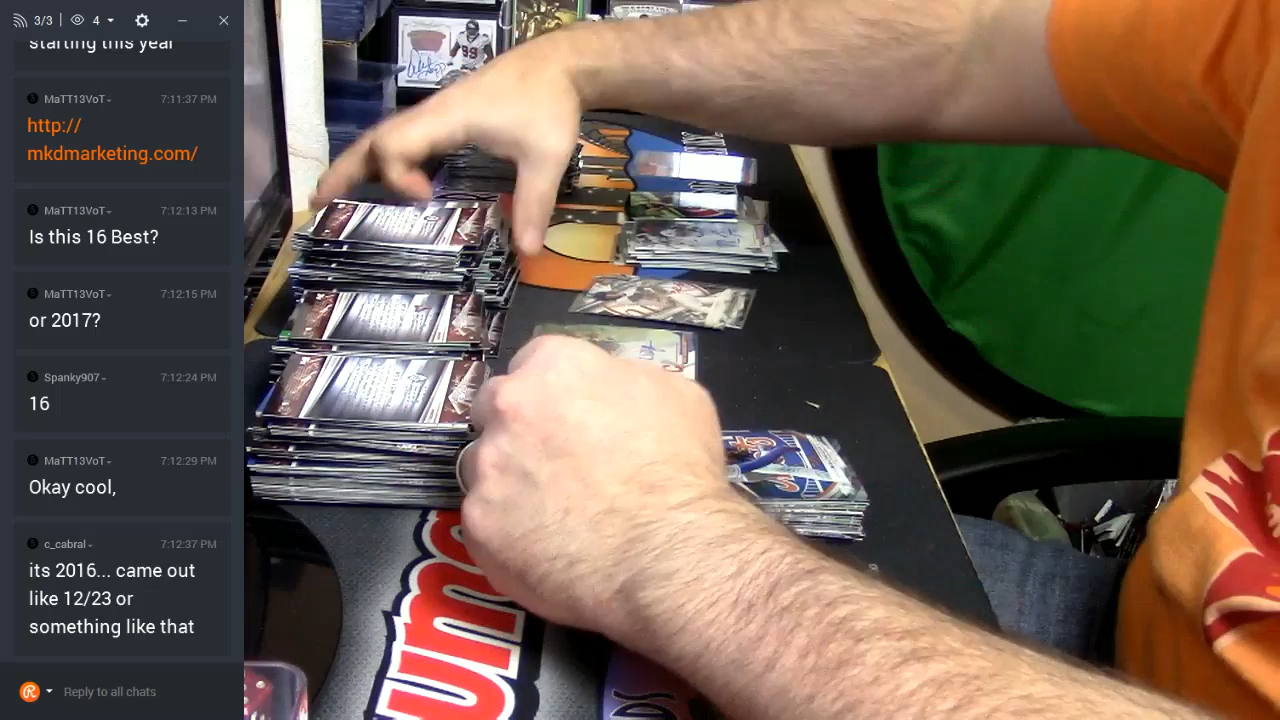 3/3
4
starting this year
MaTT13VoT
7:11:37 PM
http://
mkdmarketing.com/
MaTT13VoT
7:12:13 PM
Is this 16 Best?
MaTT13VoT
7:12:15 PM
or 2017?
Spanky907
7:12:24 PM
16
MaTT13VoT
7:12:29 PM
Okay cool,
c_cabral
7:12:37 PM
its 2016... came out
like 12/23 or
something like that
Reply to all chats
99